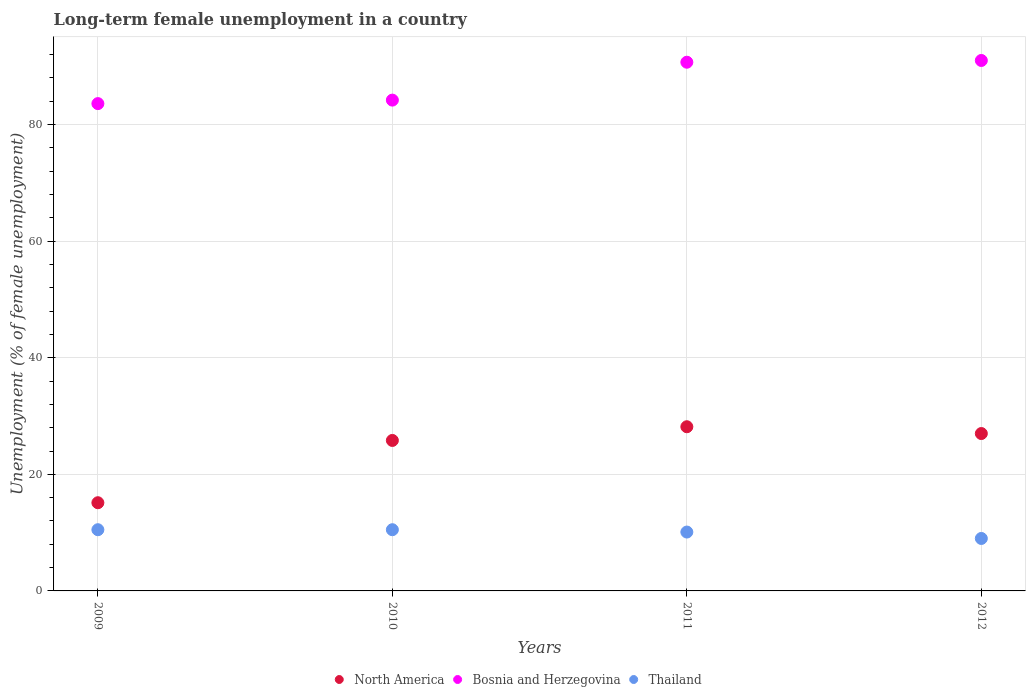 Long-term female unemployment in a country
Unemployment (% of female unemployment)
80
60
40
20
0
2009
2010
2011
2012
Years
North America
Bosnia and Herzegovina
Thailand